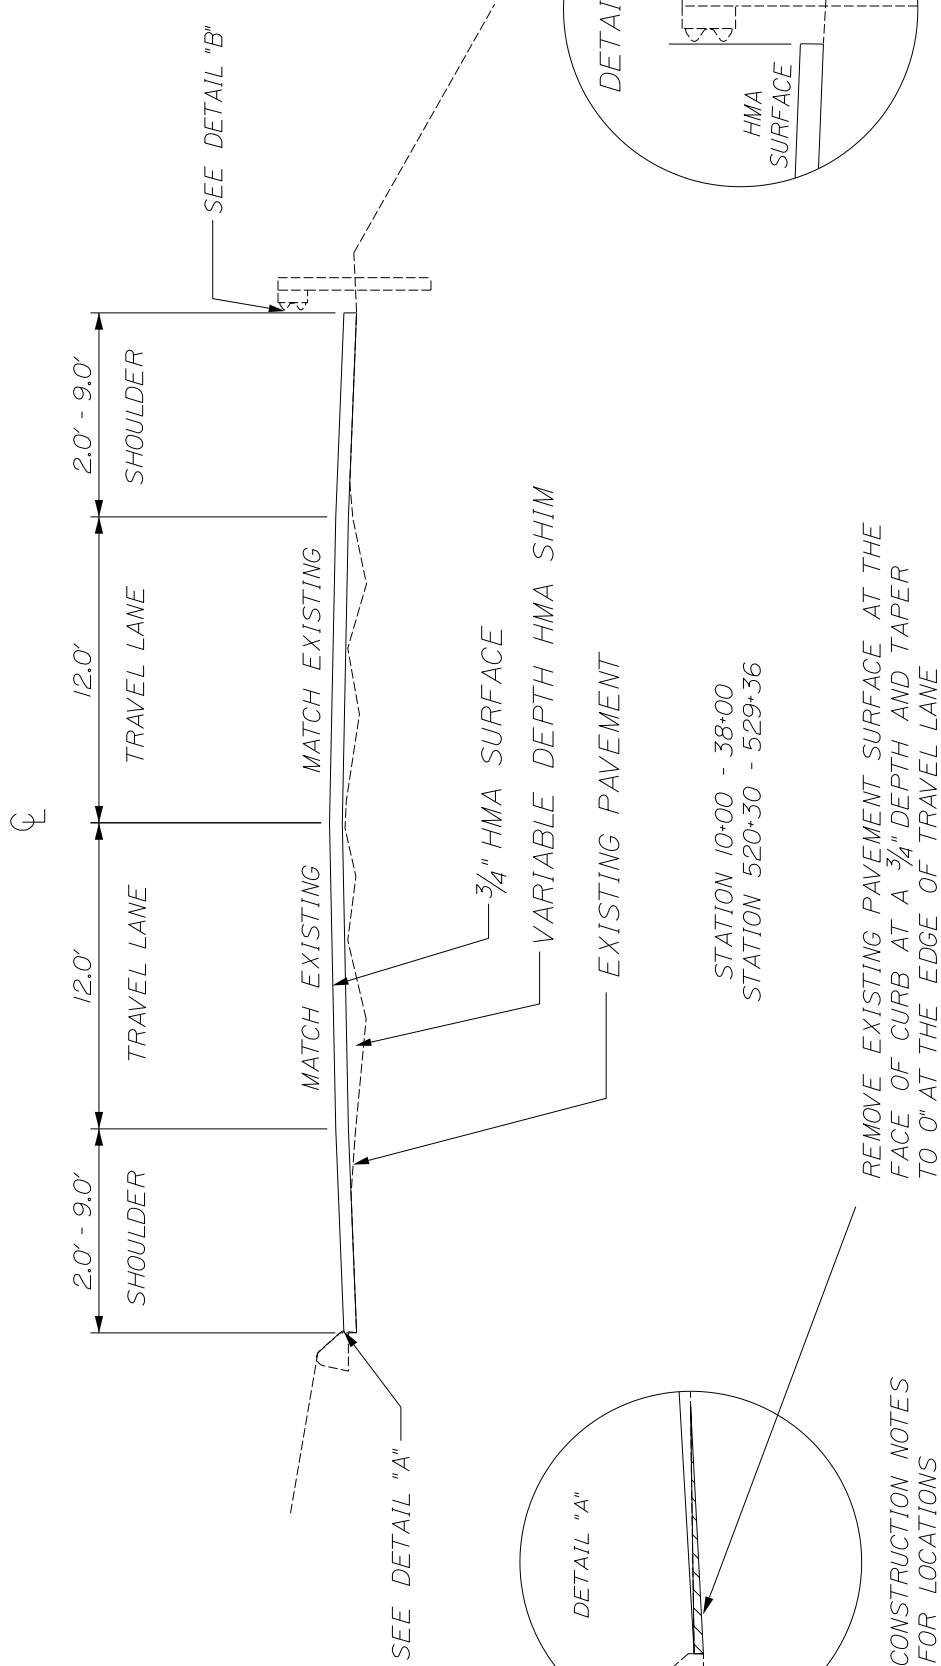 ℄
2.0' - 9.0'
12.0'
12.0'
2.0' - 9.0'
SHOULDER
TRAVEL LANE
TRAVEL LANE
SHOULDER
SEE DETAIL "B"
MATCH EXISTING
MATCH EXISTING
SEE DETAIL "A"
3/4" HMA SURFACE
VARIABLE DEPTH HMA SHIM
EXISTING PAVEMENT
STATION 10+00 - 38+00
STATION 520+30 - 529+36
DETAIL "A"
REMOVE EXISTING PAVEMENT SURFACE AT THE
FACE OF CURB AT A 3/4" DEPTH AND TAPER
TO 0" AT THE EDGE OF TRAVEL LANE
CONSTRUCTION NOTES
FOR LOCATIONS
HMA
SURFACE